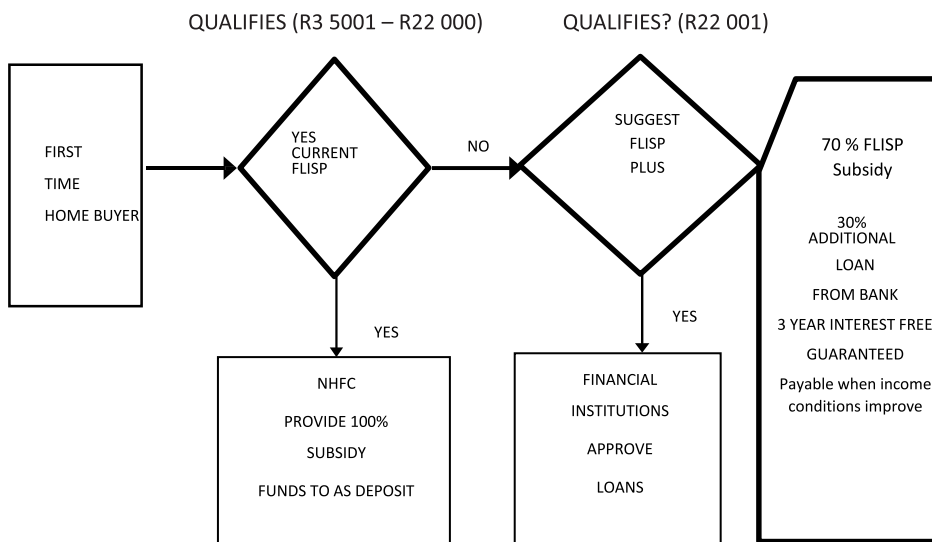 QUALIFIES (R3 5001 – R22 000)
QUALIFIES? (R22 001)
FIRST
TIME
HOME BUYER
YES
CURRENT
FLISP
NO
SUGGEST
FLISP
PLUS
70 % FLISP
Subsidy
30%
ADDITIONAL
LOAN
FROM BANK
3 YEAR INTEREST FREE
GUARANTEED
Payable when income
conditions improve
YES
YES
NHFC
PROVIDE 100%
SUBSIDY
FUNDS TO AS DEPOSIT
FINANCIAL
INSTITUTIONS
APPROVE
LOANS